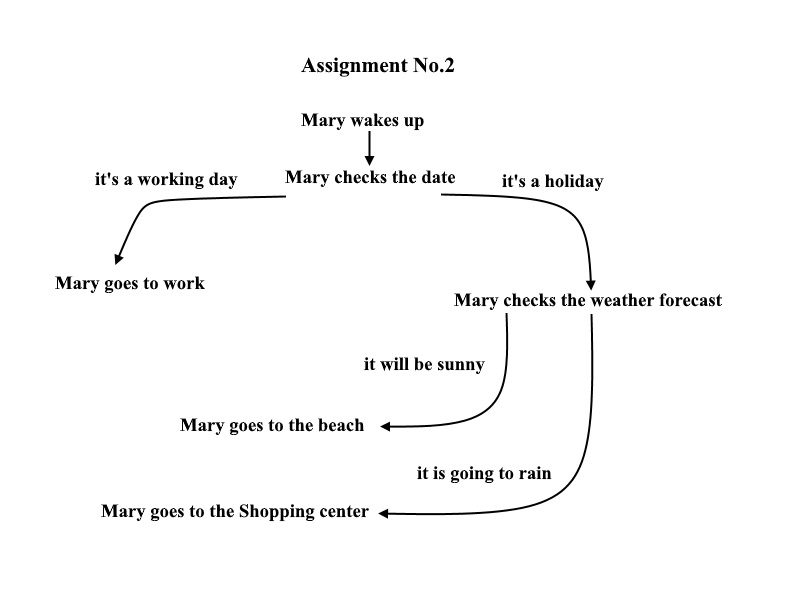 Assignment No.2
Mary wakes up
it's a working day
Mary checks the date
it's a holiday
Mary goes to work
Mary checks the weather forecast
it will be sunny
Mary goes to the beach
it is going to rain
Mary goes to the Shopping center